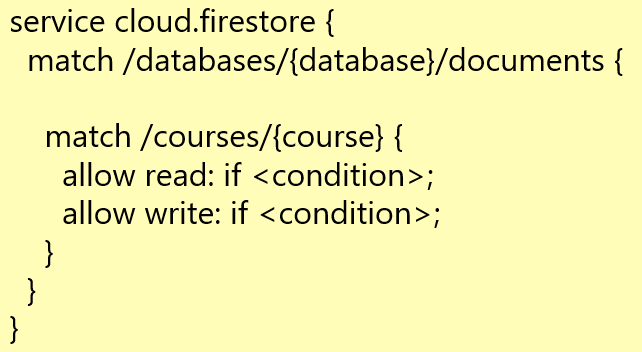 service cloud.firestore {
match /databases/{database}/documents {
match /courses/{course} {
allow read: if <condition>;
allow write: if <condition>;
}
}
}